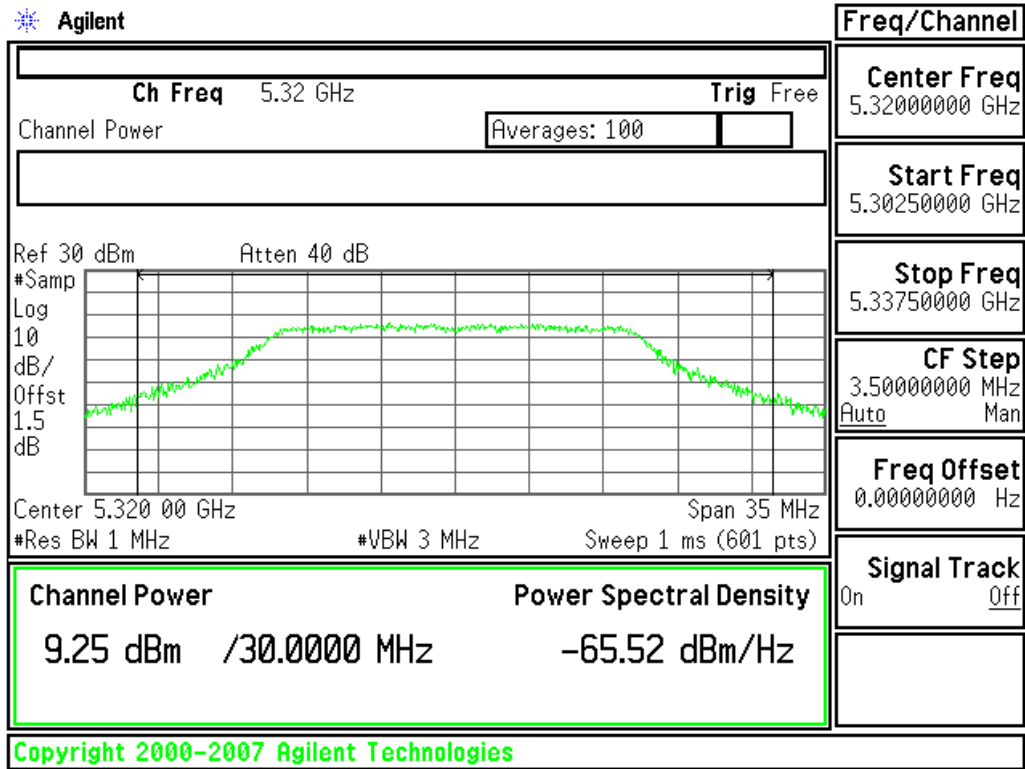 Agilent
Freq/Channel
Ch Freq 5.32 GHz Trig Free
Channel Power Averages: 100
Ref 30 dBm Atten 40 dB
#Samp
Log
10
dB/
Offst
1.5
dB
Center 5.320 00 GHz Span 35 MHz
#Res BW 1 MHz #VBW 3 MHz Sweep 1 ms (601 pts)
Channel Power Power Spectral Density
9.25 dBm /30.0000 MHz -65.52 dBm/Hz
Center Freq
5.32000000 GHz
Start Freq
5.30250000 GHz
Stop Freq
5.33750000 GHz
CF Step
3.50000000 MHz
Auto Man
Freq Offset
0.00000000 Hz
Signal Track
On Off
Copyright 2000-2007 Agilent Technologies